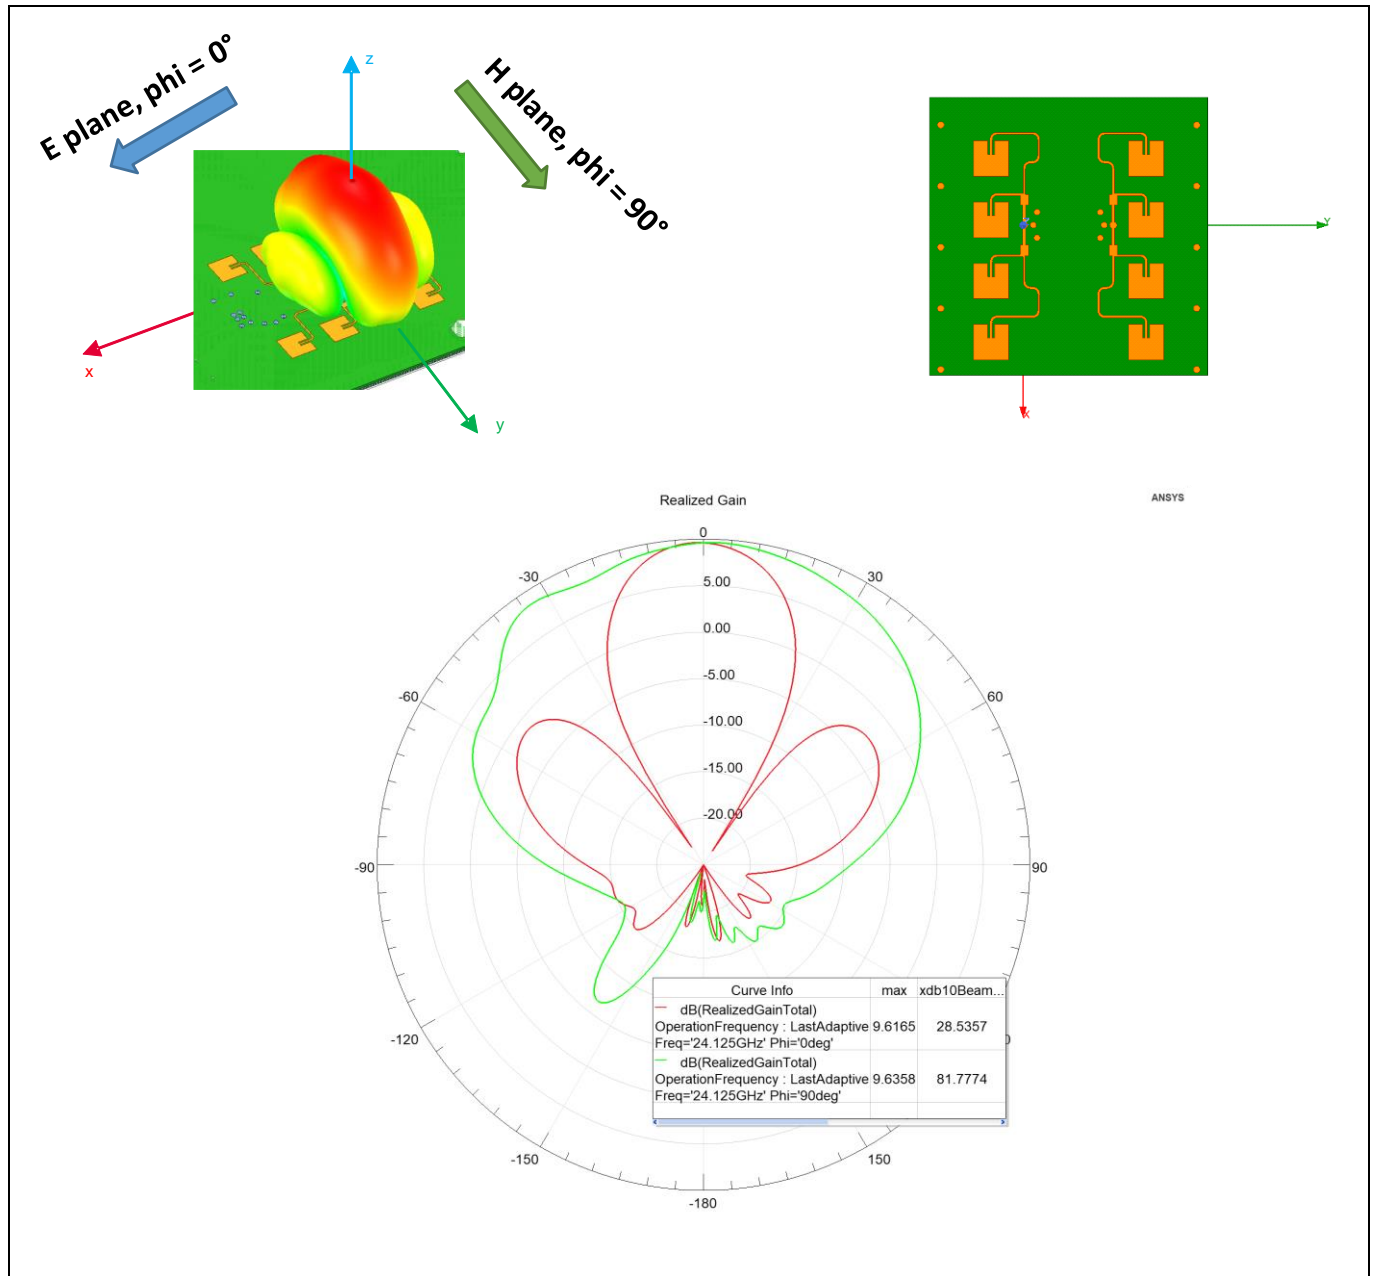 E plane, phi = 0°
z
H plane, phi = 90°
x
y
Y
X
Realized Gain
ANSYS
0
-30
30
5.00
0.00
-60
60
-5.00
-10.00
-15.00
-20.00
-90
90
Curve Info
max
xdb10Beam...
dB(RealizedGainTotal)
OperationFrequency : LastAdaptive
9.6165
28.5357
Freq='24.125GHz' Phi='0deg'
-120
0
dB(RealizedGainTotal)
OperationFrequency : LastAdaptive
9.6358
81.7774
Freq='24.125GHz' Phi='90deg'
-150
150
-180